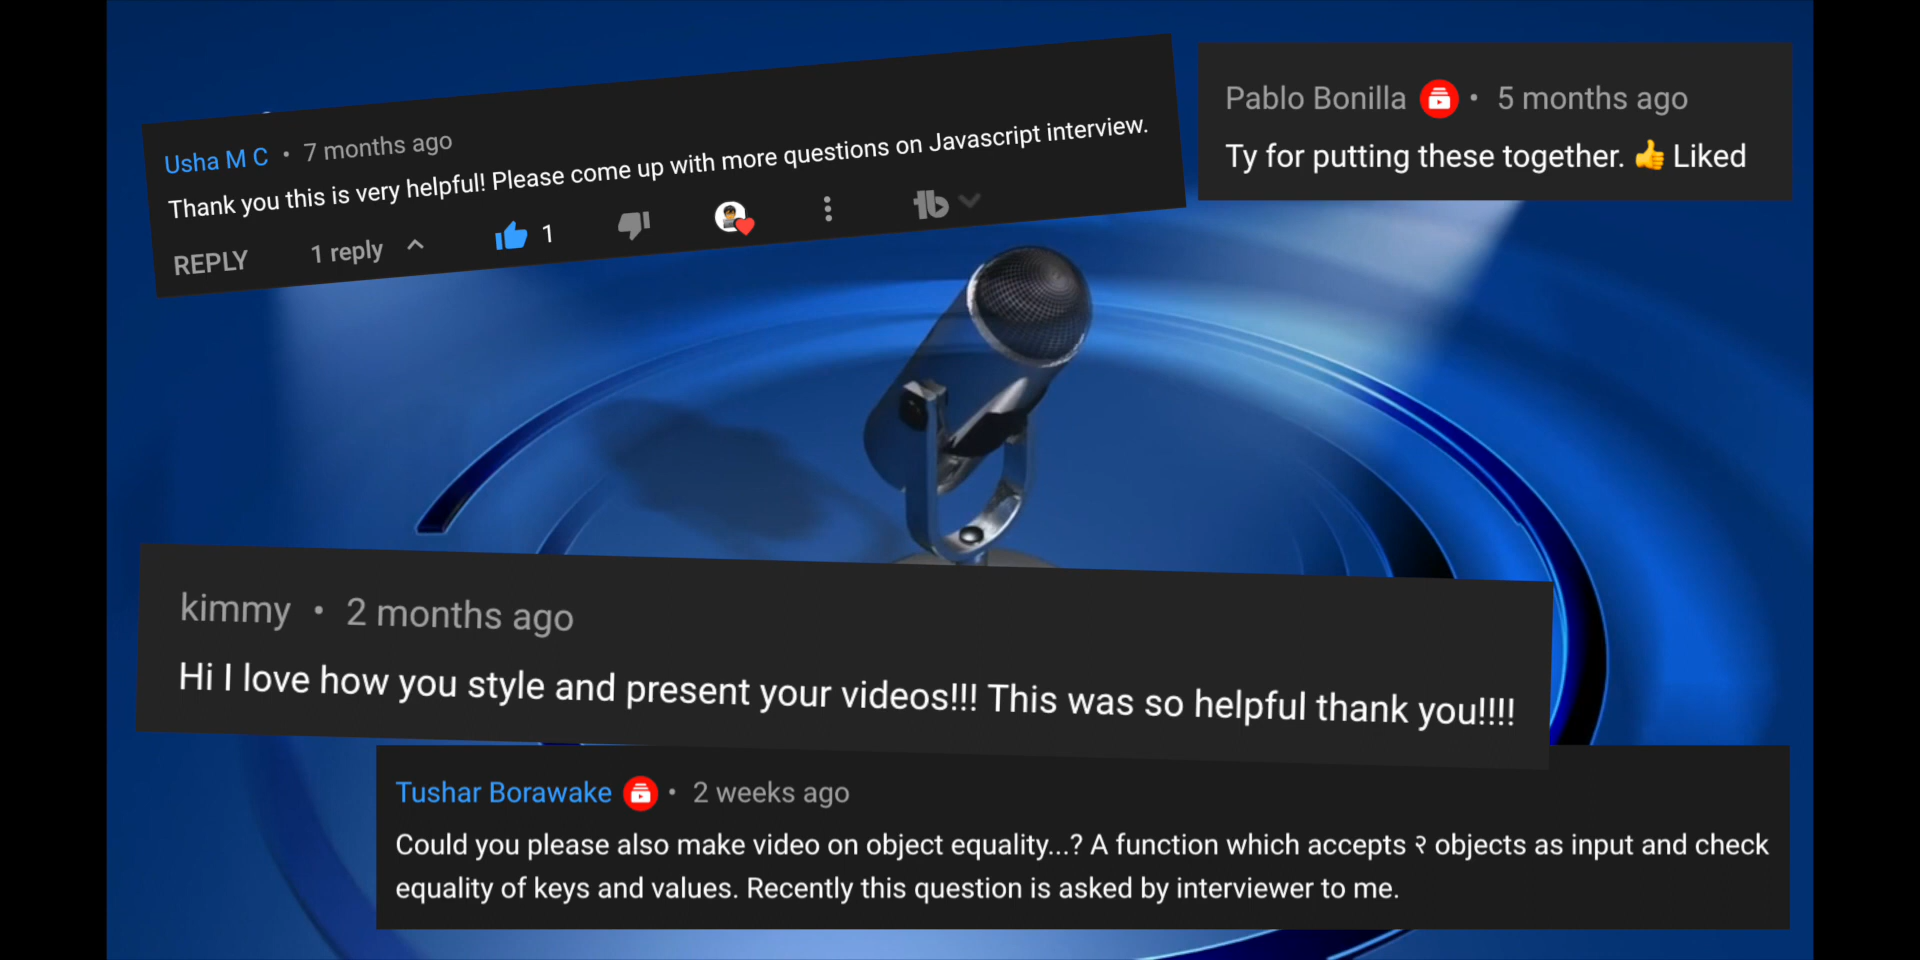 Usha M C • 7 months ago
Thank you this is very helpful! Please come up with more questions on Javascript interview.
REPLY 1 reply 1
Pablo Bonilla • 5 months ago
Ty for putting these together. 👍 Liked
kimmy • 2 months ago
Hi I love how you style and present your videos!!! This was so helpful thank you!!!!
Tushar Borawake • 2 weeks ago
Could you please also make video on object equality...? A function which accepts २ objects as input and check
equality of keys and values. Recently this question is asked by interviewer to me.